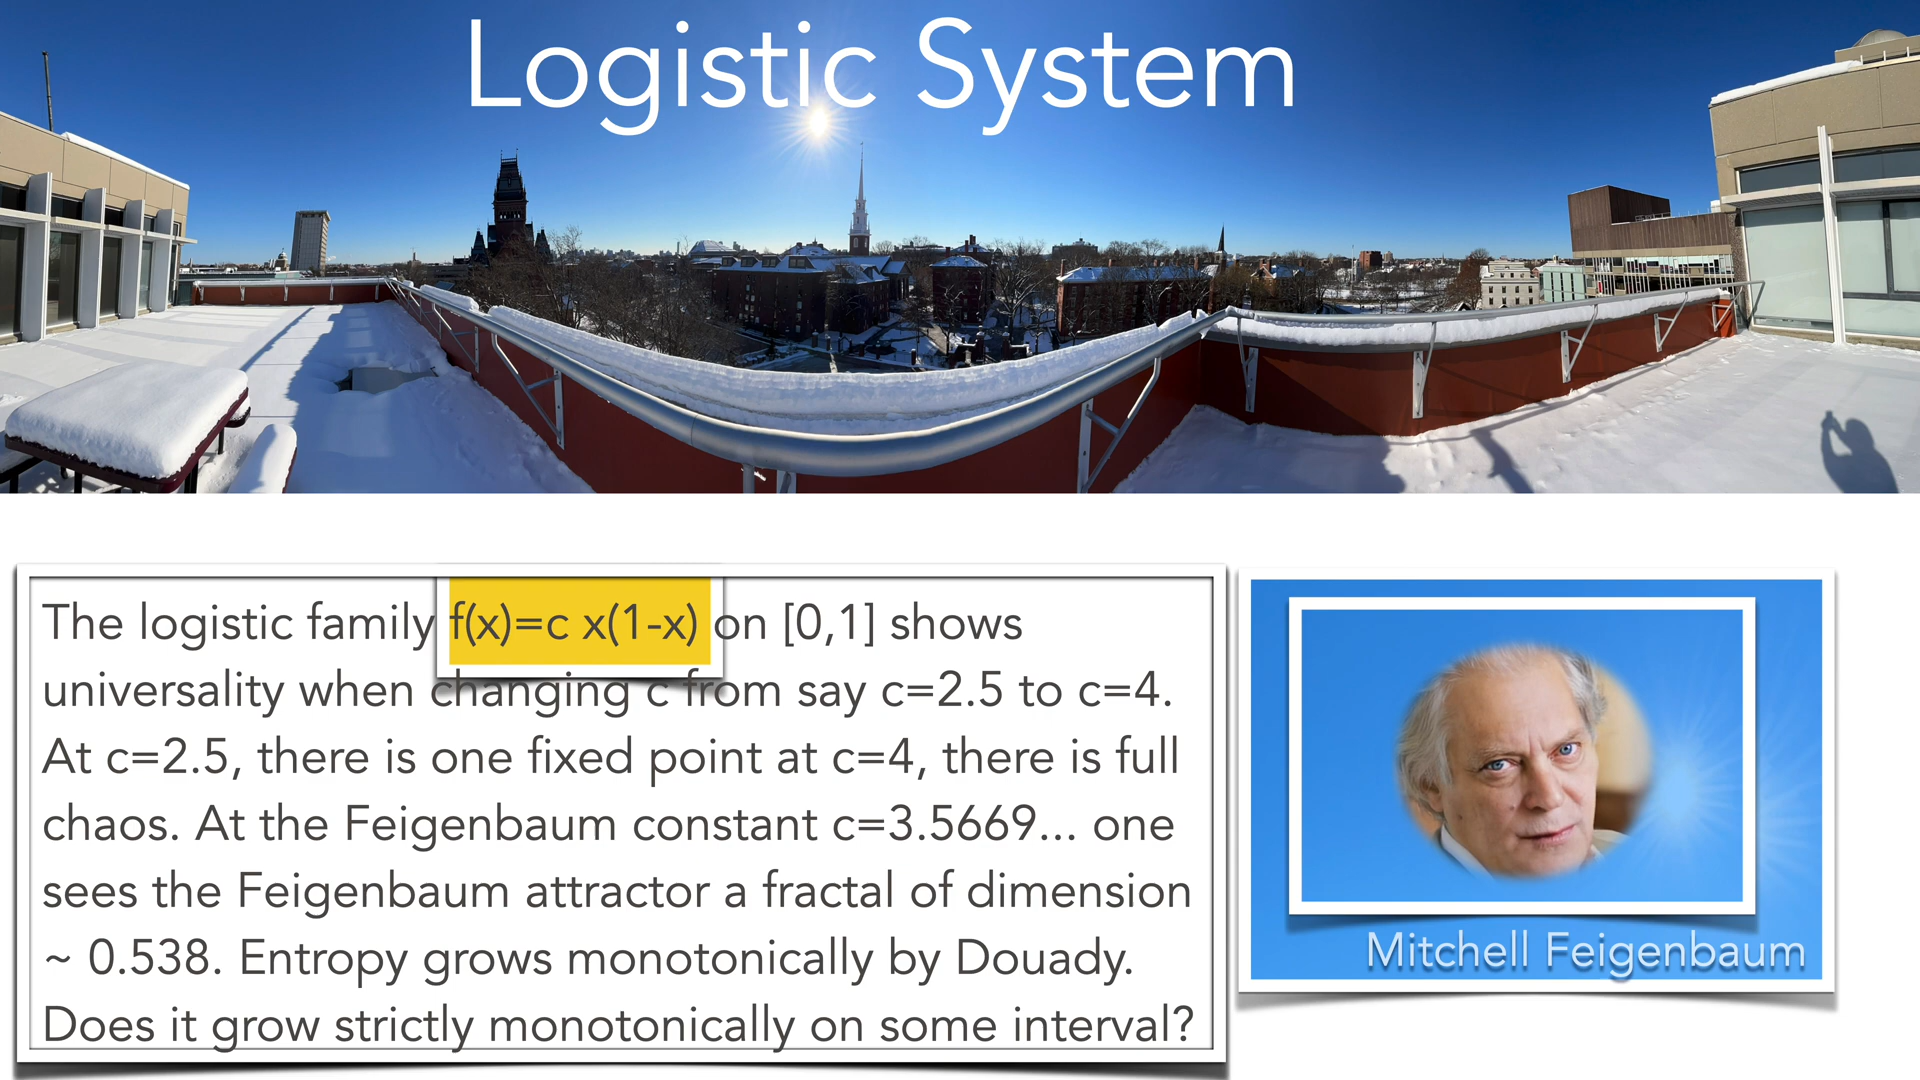 Logistic System
The logistic family f(x)=c x(1-x) on [0,1] shows
universality when changing c from say c=2.5 to c=4.
At c=2.5, there is one fixed point at c=4, there is full
chaos. At the Feigenbaum constant c=3.5669... one
sees the Feigenbaum attractor a fractal of dimension
~ 0.538. Entropy grows monotonically by Douady.
Does it grow strictly monotonically on some interval?
Mitchell Feigenbaum